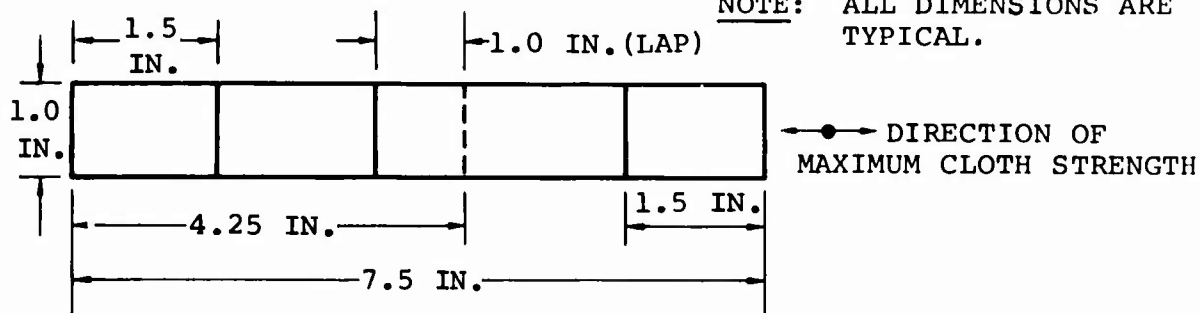 NOTE: ALL DIMENSIONS ARE
TYPICAL.
1.5
IN.
1.0 IN.(LAP)
1.0
IN.
DIRECTION OF
MAXIMUM CLOTH STRENGTH
1.5 IN.
4.25 IN.
7.5 IN.